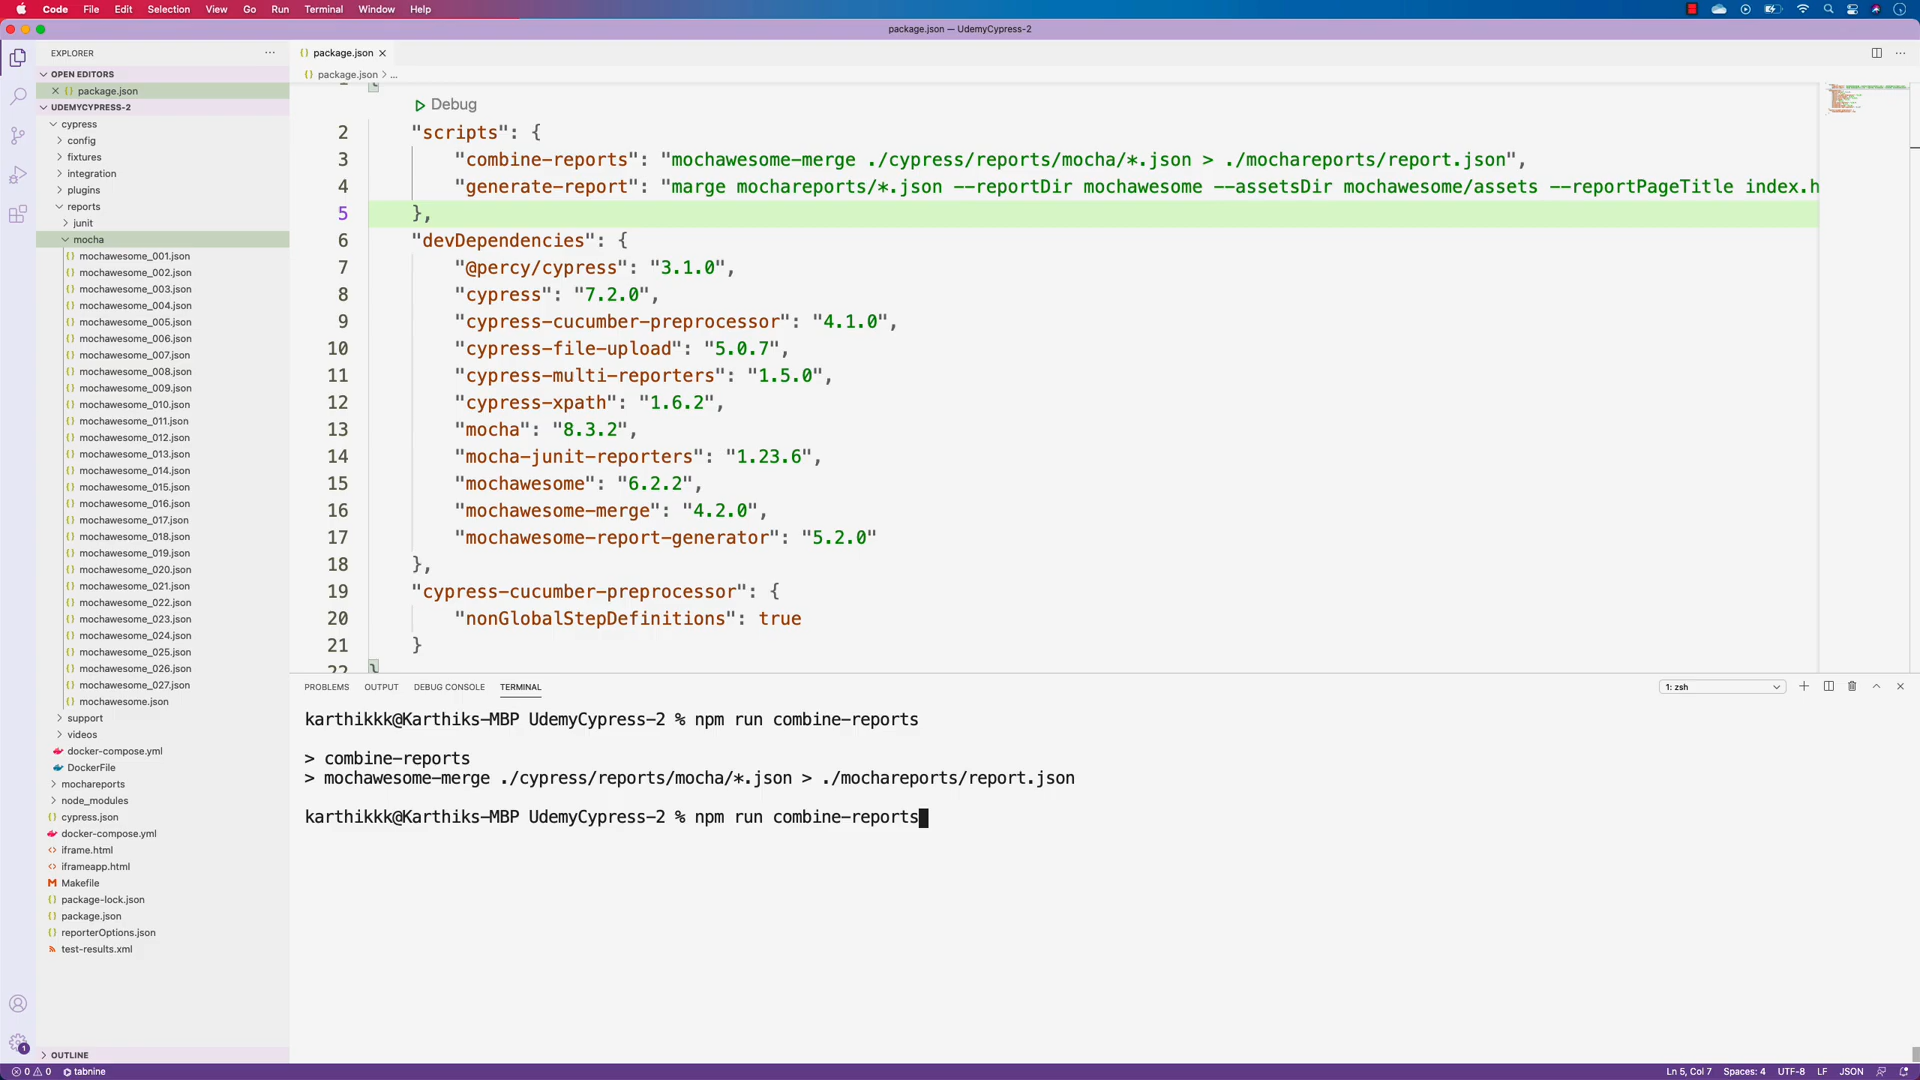 Code File Edit Selection View Go Run Terminal Window Help
package.json — UdemyCypress-2
EXPLORER
OPEN EDITORS
package.json
UDEMYCYPRESS-2
cypress
config
fixtures
integration
plugins
reports
junit
mocha
mochawesome_001.json
mochawesome_002.json
mochawesome_003.json
mochawesome_004.json
mochawesome_005.json
mochawesome_006.json
mochawesome_007.json
mochawesome_008.json
mochawesome_009.json
mochawesome_010.json
mochawesome_011.json
mochawesome_012.json
mochawesome_013.json
mochawesome_014.json
mochawesome_015.json
mochawesome_016.json
mochawesome_017.json
mochawesome_018.json
mochawesome_019.json
mochawesome_020.json
mochawesome_021.json
mochawesome_022.json
mochawesome_023.json
mochawesome_024.json
mochawesome_025.json
mochawesome_026.json
mochawesome_027.json
mochawesome.json
support
videos
docker-compose.yml
DockerFile
mochareports
node_modules
cypress.json
docker-compose.yml
iframe.html
iframeapp.html
Makefile
package-lock.json
package.json
reporterOptions.json
test-results.xml
OUTLINE
package.json
package.json > ...
1 {
Debug
2 "scripts": {
3 "combine-reports": "mochawesome-merge ./cypress/reports/mocha/*.json > ./mochareports/report.json",
4 "generate-report": "marge mochareports/*.json --reportDir mochawesome --assetsDir mochawesome/assets --reportPageTitle index.h
5 },
6 "devDependencies": {
7 "@percy/cypress": "3.1.0",
8 "cypress": "7.2.0",
9 "cypress-cucumber-preprocessor": "4.1.0",
10 "cypress-file-upload": "5.0.7",
11 "cypress-multi-reporters": "1.5.0",
12 "cypress-xpath": "1.6.2",
13 "mocha": "8.3.2",
14 "mocha-junit-reporters": "1.23.6",
15 "mochawesome": "6.2.2",
16 "mochawesome-merge": "4.2.0",
17 "mochawesome-report-generator": "5.2.0"
18 },
19 "cypress-cucumber-preprocessor": {
20 "nonGlobalStepDefinitions": true
21 }
22 }
PROBLEMS OUTPUT DEBUG CONSOLE TERMINAL
1: zsh
karthikkk@Karthiks-MBP UdemyCypress-2 % npm run combine-reports
> combine-reports
> mochawesome-merge ./cypress/reports/mocha/*.json > ./mochareports/report.json
karthikkk@Karthiks-MBP UdemyCypress-2 % npm run combine-reports
0 0 tabnine
Ln 5, Col 7 Spaces: 4 UTF-8 LF JSON